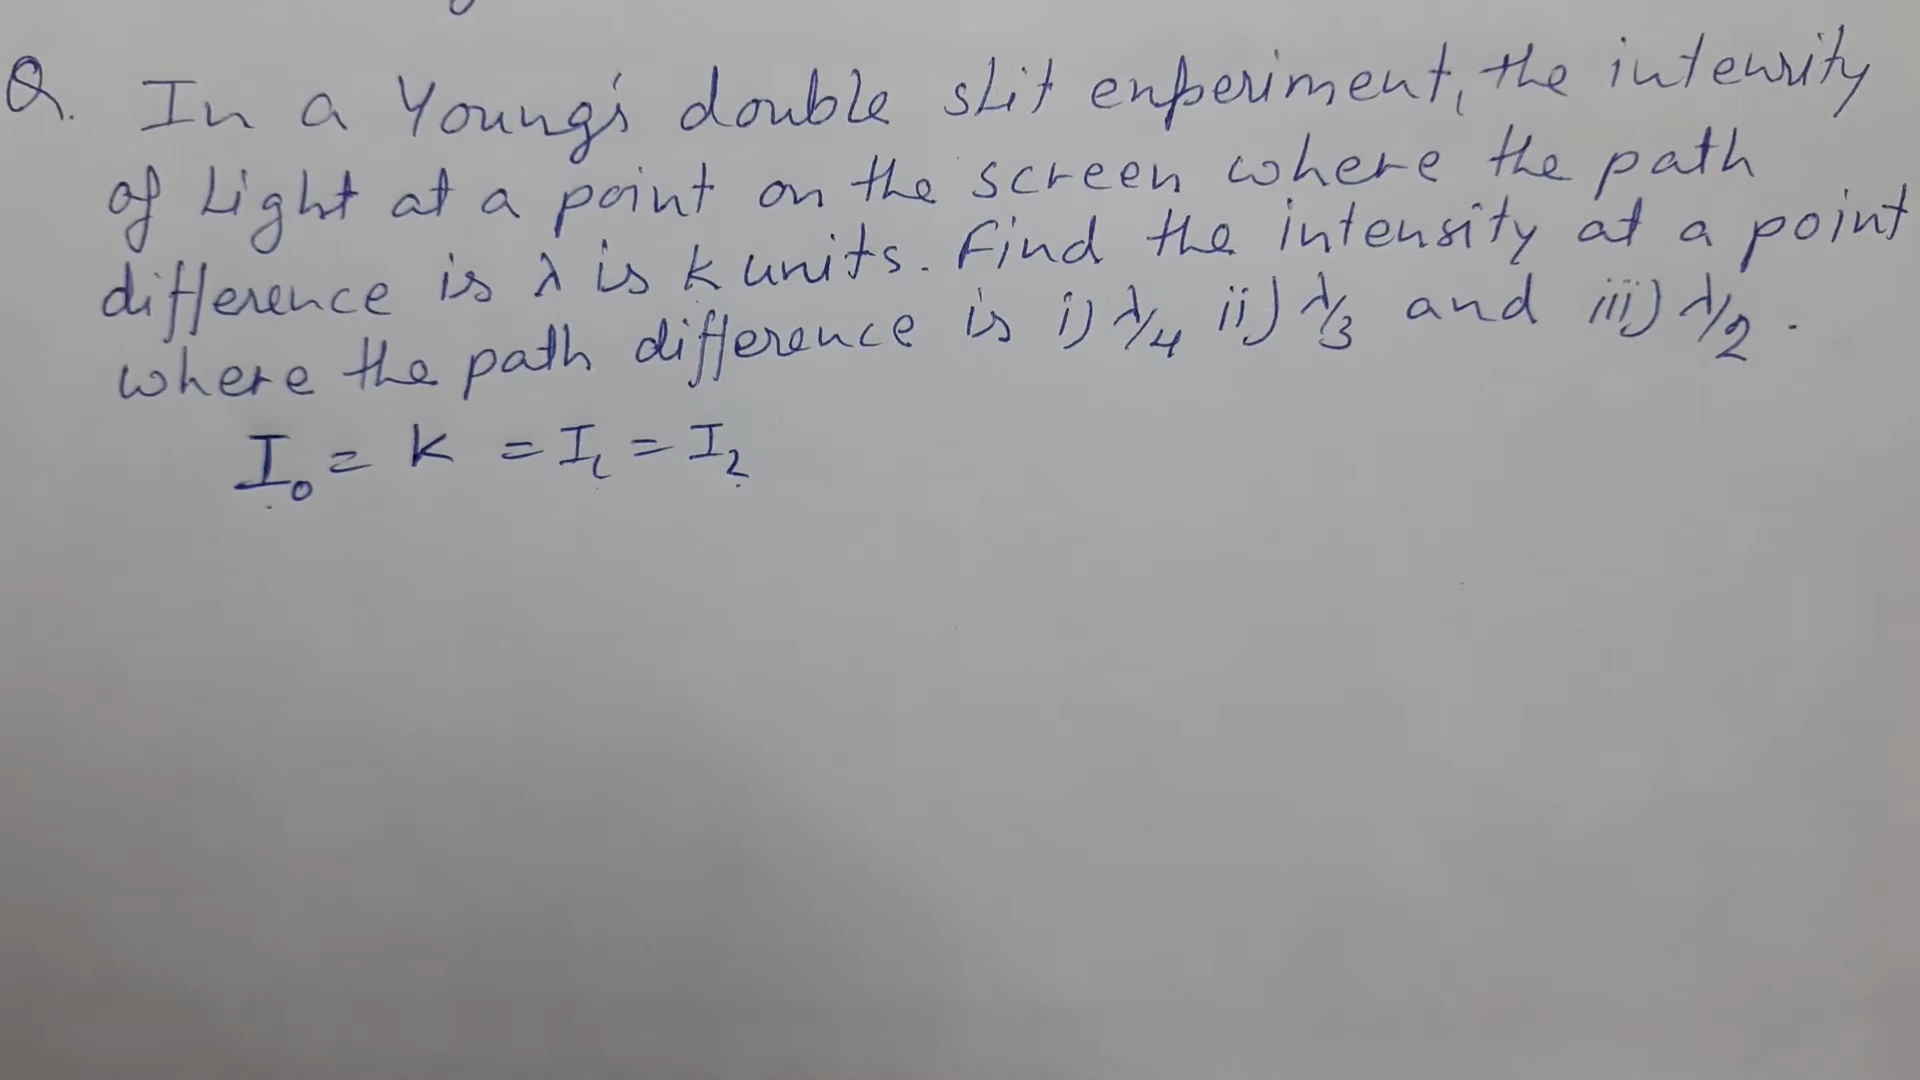 Q. In a Young's double slit enperiment, the intensity
of Light at a point on the screen where the path
difference is λ is k units. Find the intensity at a point
where the path difference is i) λ/4 ii) λ/3 and iii) λ/2.
I₀ = K = I₁ = I₂